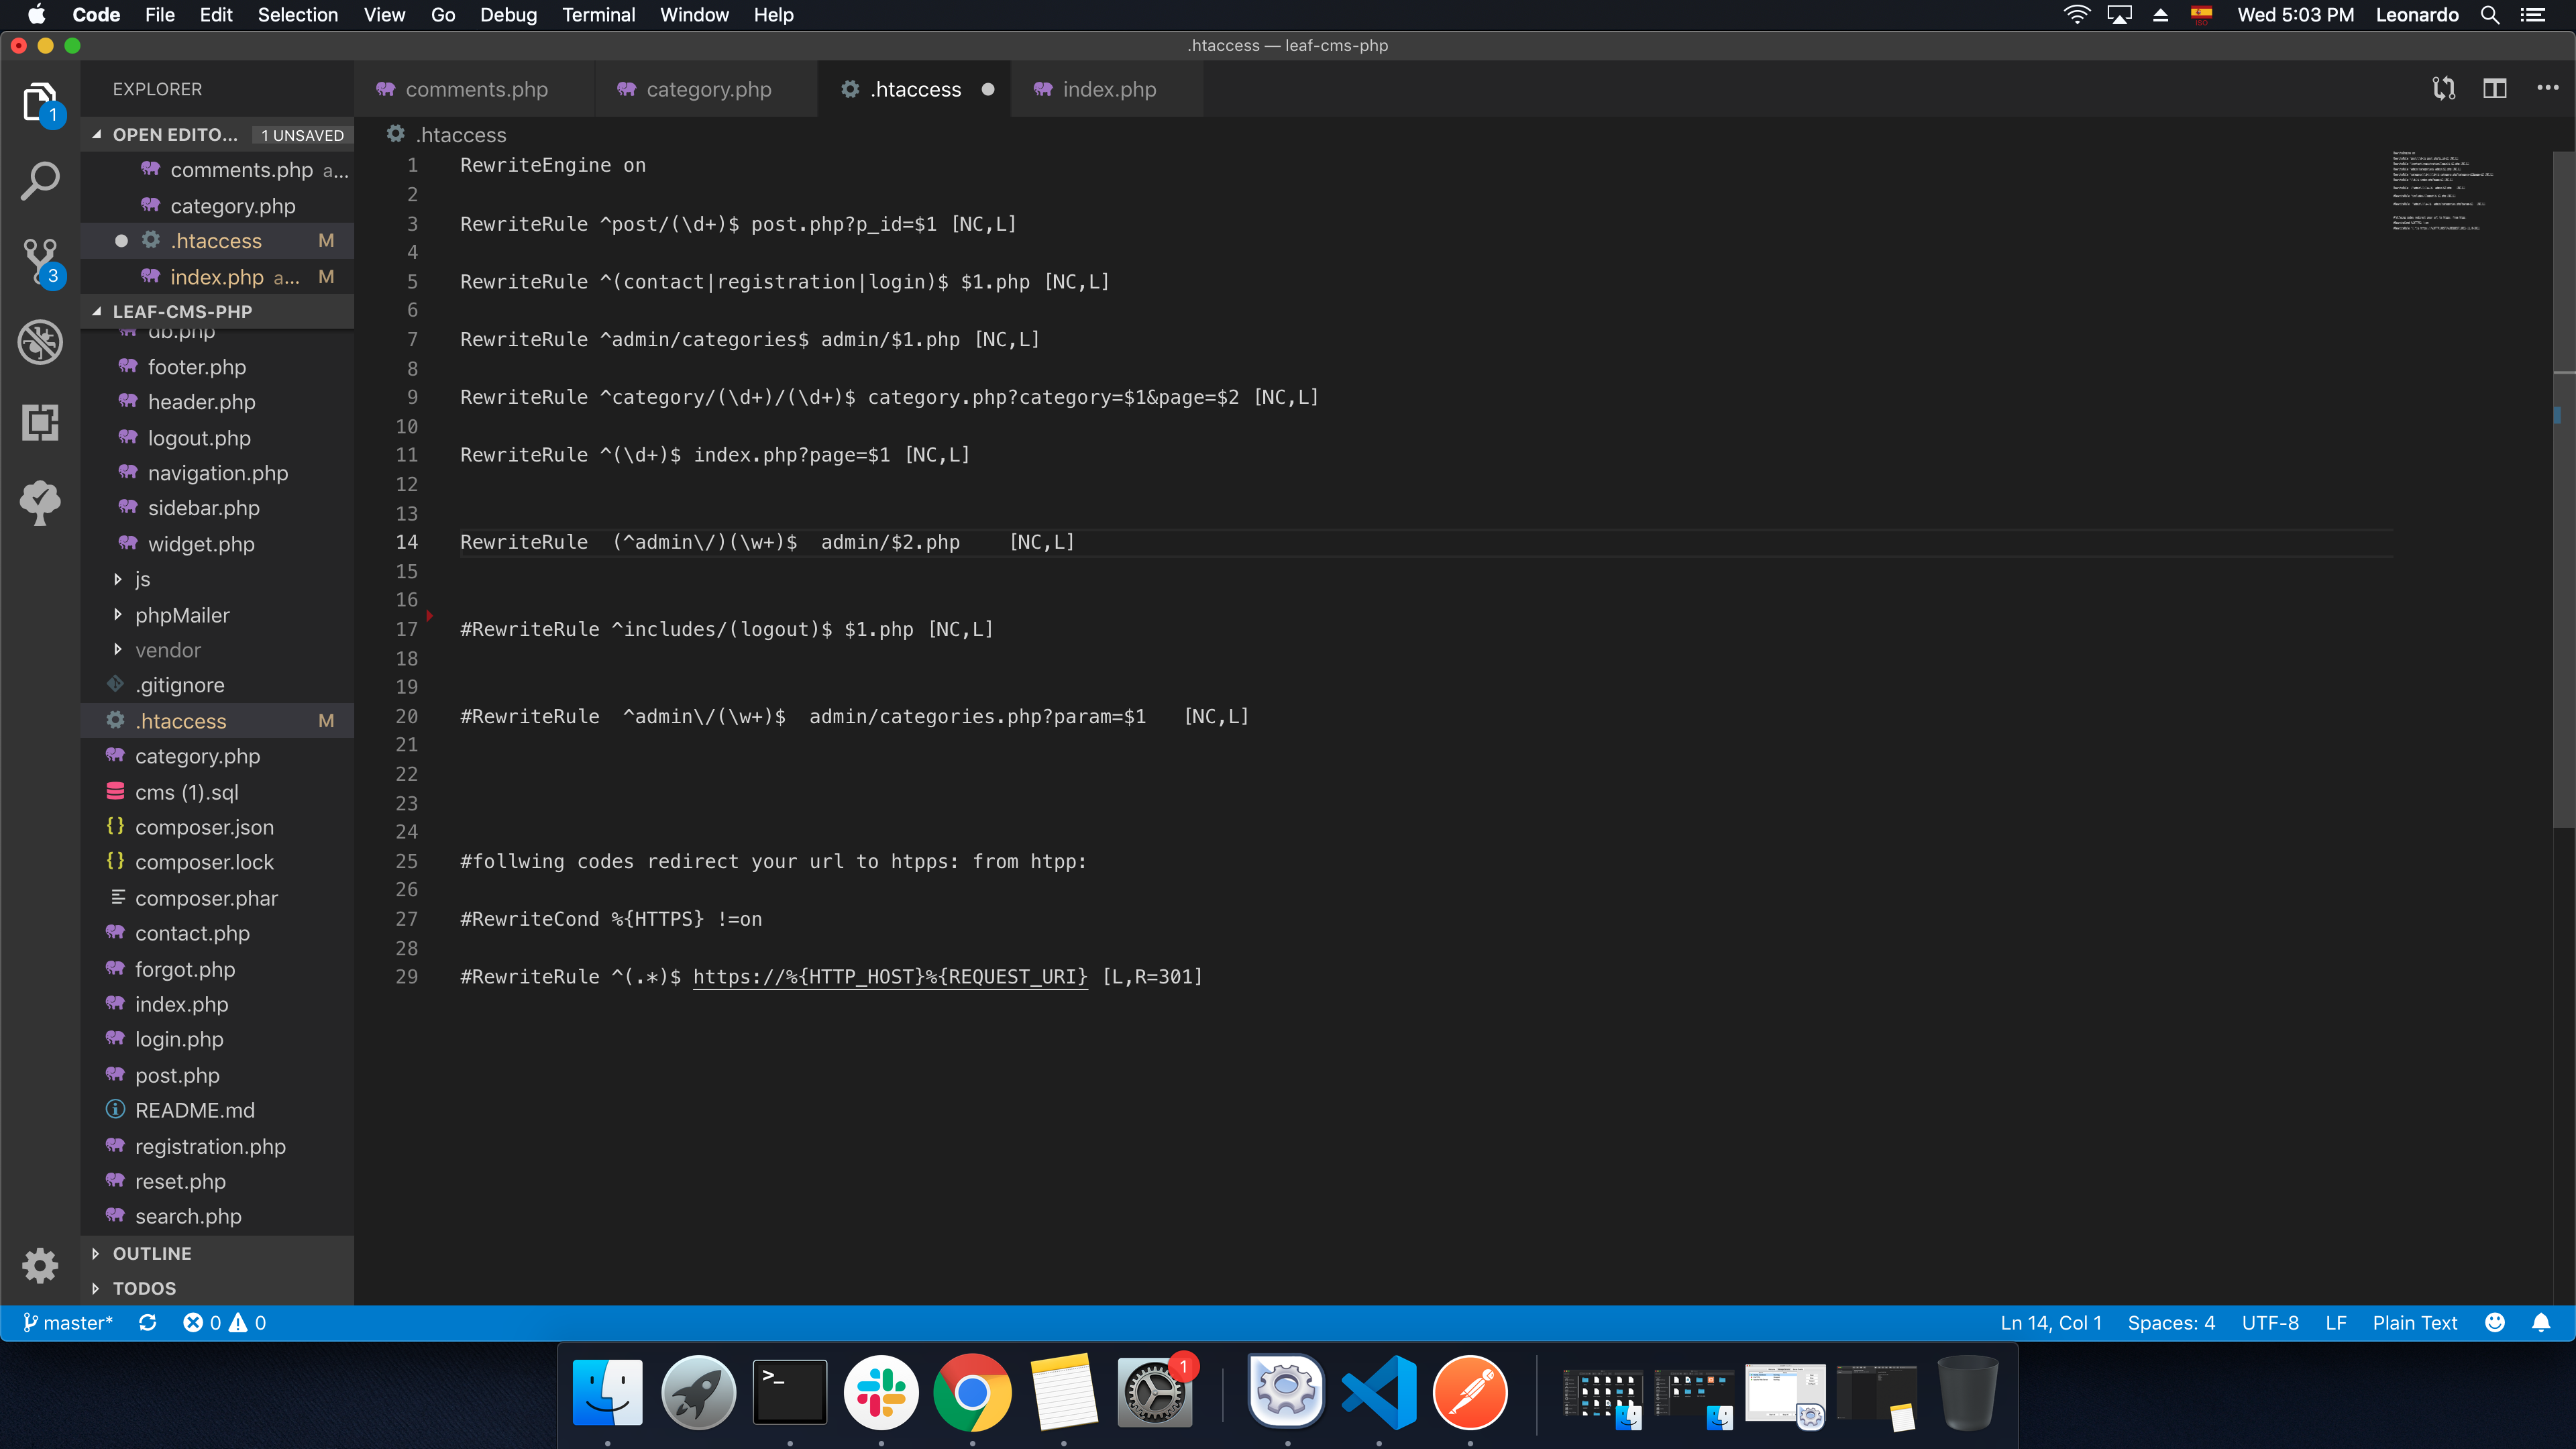 Code File Edit Selection View Go Debug Terminal Window Help
Wed 5:03 PM Leonardo
.htaccess — leaf-cms-php
EXPLORER
comments.php category.php .htaccess index.php
1
OPEN EDITO... 1 UNSAVED
comments.php a...
category.php
.htaccess M
index.php a... M
3
LEAF-CMS-PHP
db.php
footer.php
header.php
logout.php
navigation.php
sidebar.php
widget.php
js
phpMailer
vendor
.gitignore
.htaccess M
category.php
cms (1).sql
composer.json
composer.lock
composer.phar
contact.php
forgot.php
index.php
login.php
post.php
README.md
registration.php
reset.php
search.php
OUTLINE
TODOS
.htaccess
1 RewriteEngine on
2
3 RewriteRule ^post/(\d+)$ post.php?p_id=$1 [NC,L]
4
5 RewriteRule ^(contact|registration|login)$ $1.php [NC,L]
6
7 RewriteRule ^admin/categories$ admin/$1.php [NC,L]
8
9 RewriteRule ^category/(\d+)/(\d+)$ category.php?category=$1&page=$2 [NC,L]
10
11 RewriteRule ^(\d+)$ index.php?page=$1 [NC,L]
12
13
14 RewriteRule  (^admin\/)(\w+)$  admin/$2.php    [NC,L]
15
16
17 #RewriteRule ^includes/(logout)$ $1.php [NC,L]
18
19
20 #RewriteRule  ^admin\/(\w+)$  admin/categories.php?param=$1   [NC,L]
21
22
23
24
25 #follwing codes redirect your url to htpps: from htpp:
26
27 #RewriteCond %{HTTPS} !=on
28
29 #RewriteRule ^(.*)$ https://%{HTTP_HOST}%{REQUEST_URI} [L,R=301]
master* 0 0
Ln 14, Col 1 Spaces: 4 UTF-8 LF Plain Text
>_
1